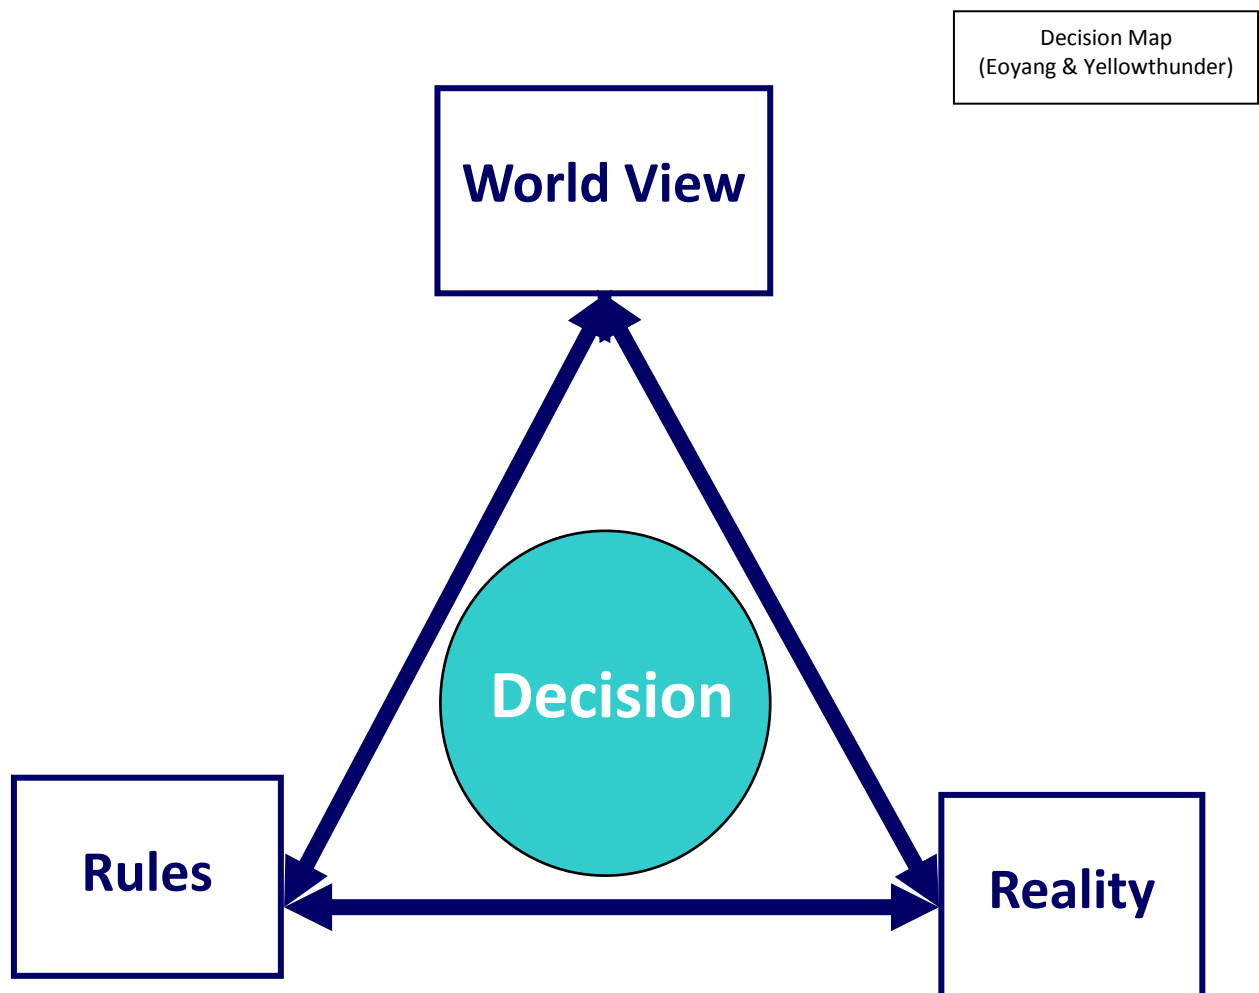 Decision Map
(Eoyang & Yellowthunder)
World View
Decision
Rules
Reality